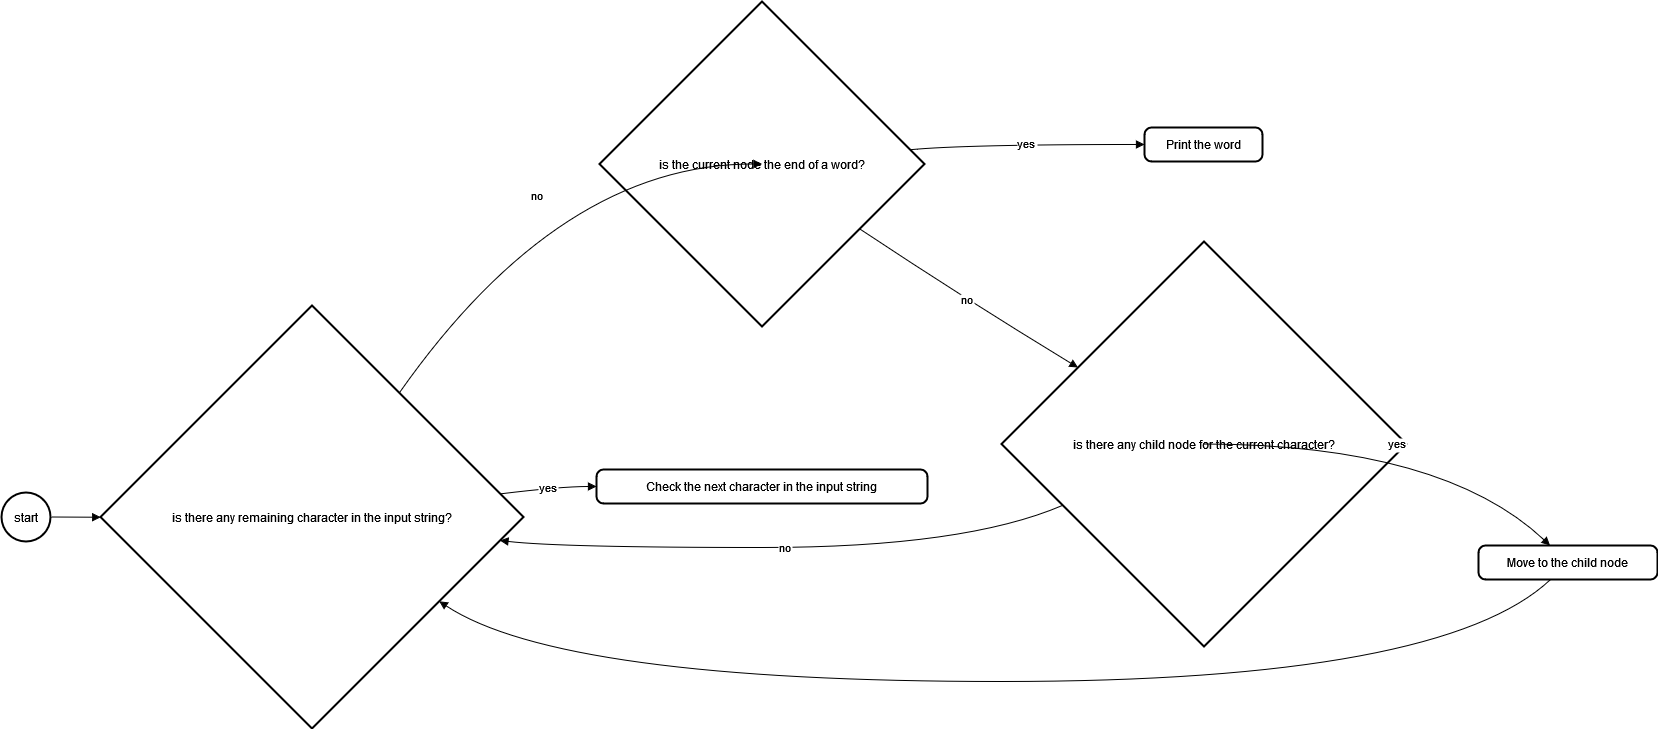 is the current node the end of a word?
yes
Print the word
no
no
is there any child node for the current character?
yes
is there any remaining character in the input string?
yes
Check the next character in the input string
start
no
Move to the child node